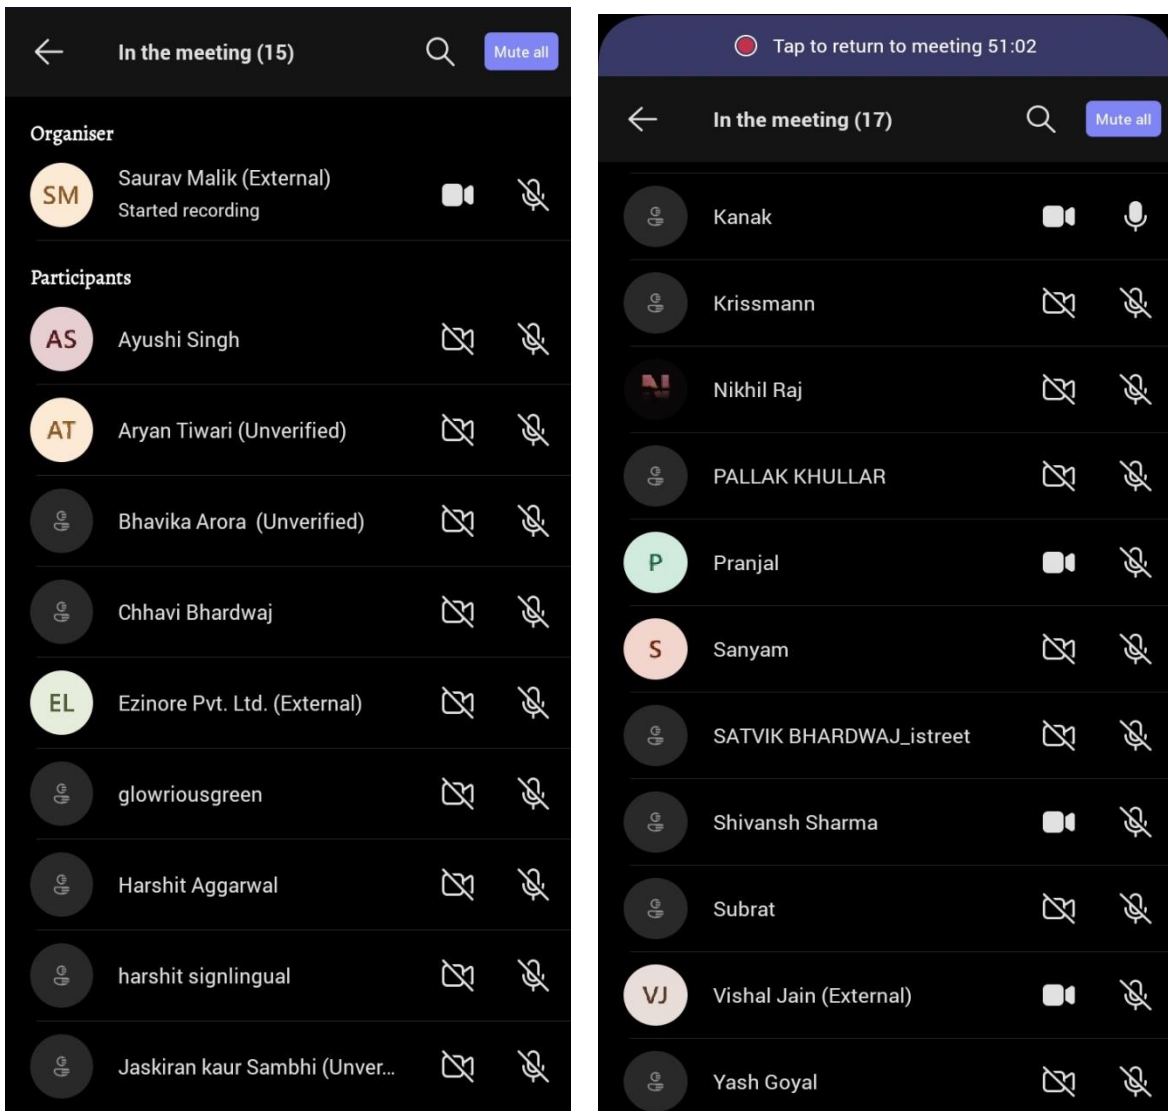 In the meeting (15)
Mute all
Organiser
SM
Saurav Malik (External)
Started recording
Participants
AS
Ayushi Singh
AT
Aryan Tiwari (Unverified)
Bhavika Arora (Unverified)
Chhavi Bhardwaj
EL
Ezinore Pvt. Ltd. (External)
glowriousgreen
Harshit Aggarwal
harshit signlingual
Jaskiran kaur Sambhi (Unver...
Tap to return to meeting 51:02
In the meeting (17)
Mute all
Kanak
Krissmann
N
Nikhil Raj
PALLAK KHULLAR
P
Pranjal
S
Sanyam
SATVIK BHARDWAJ_istreet
Shivansh Sharma
Subrat
VJ
Vishal Jain (External)
Yash Goyal